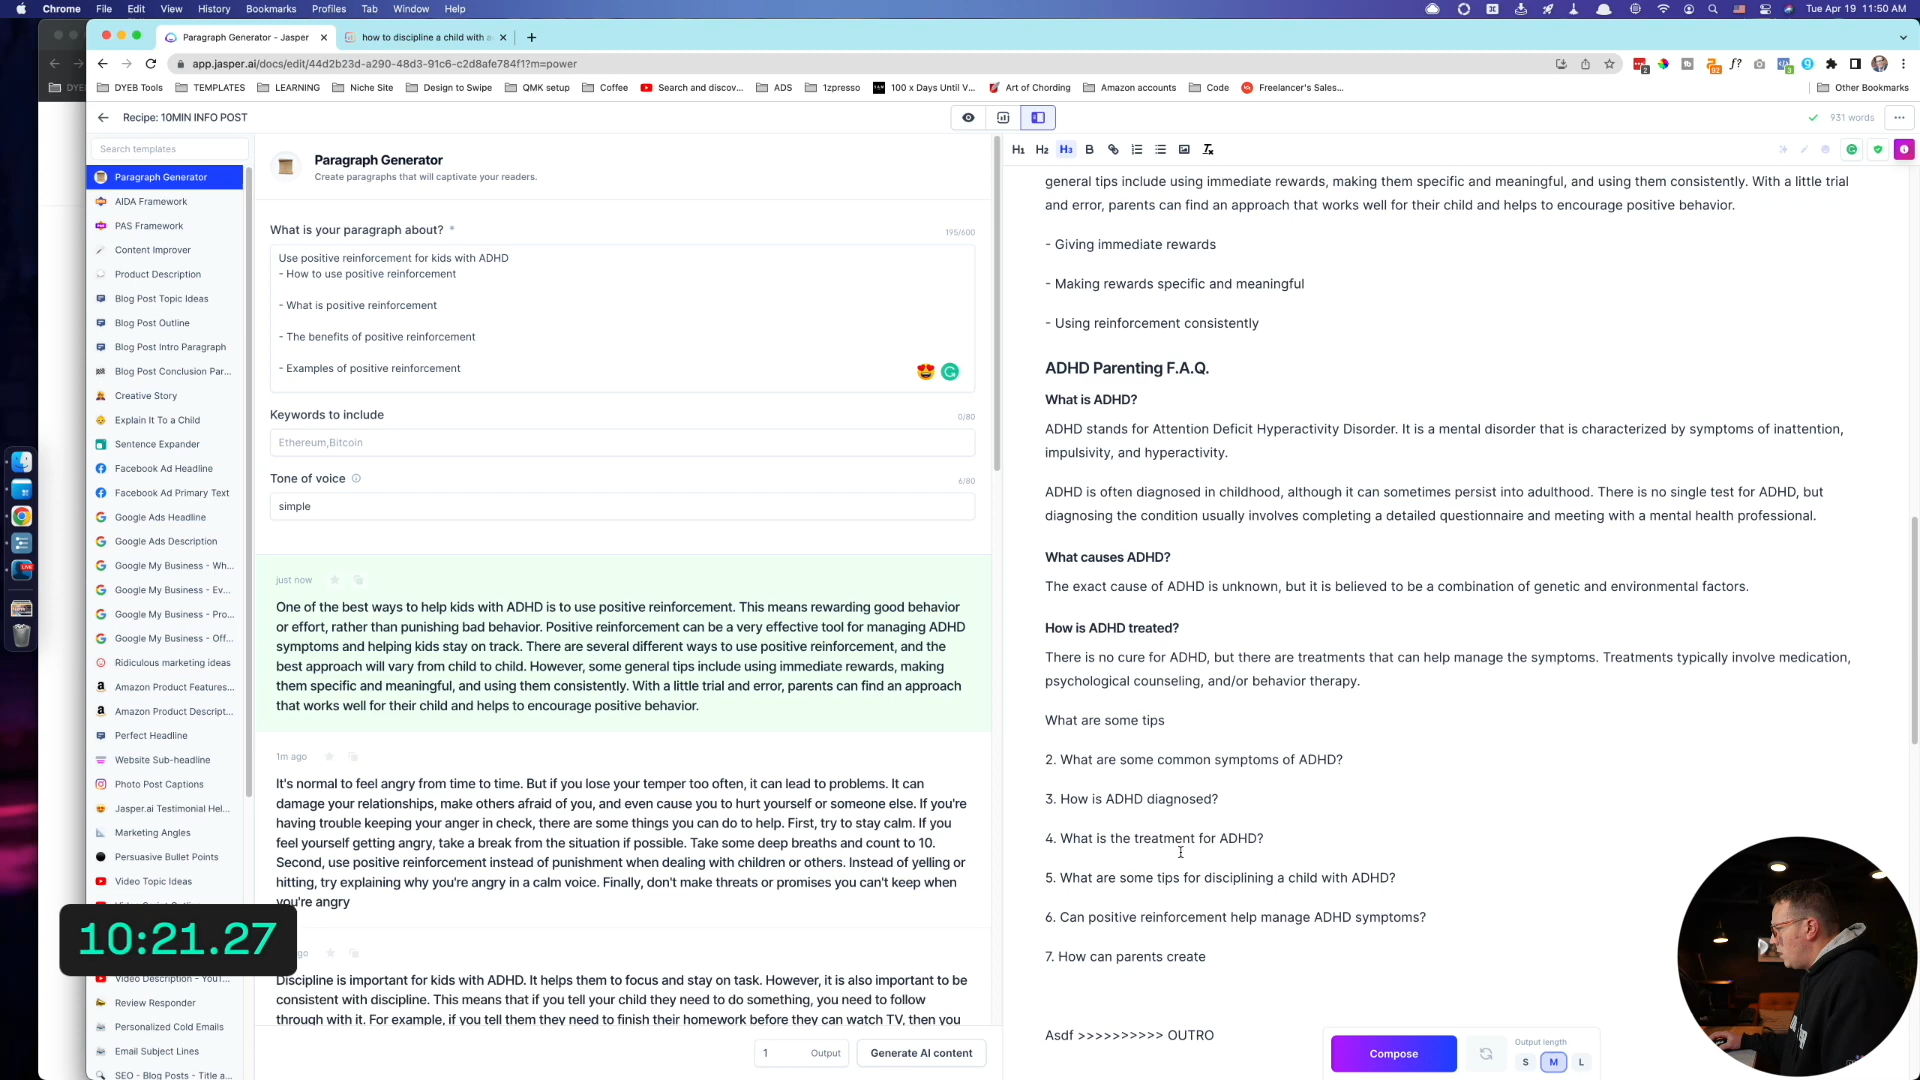 Chrome File Edit View History Bookmarks Profiles Tab Window Help Tue Apr 19 11:50 AM
Paragraph Generator - Jasper
how to discipline a child with a
app.jasper.ai/docs/edit/44d2b23d-a290-48d3-91c6-c2d8afe784f1?m=power
DYEB Tools TEMPLATES LEARNING Niche Site Design to Swipe QMK setup Coffee Search and discov... ADS 1zpresso 100 x Days Until V... Art of Chording Amazon accounts Code Freelancer's Sales... Other Bookmarks
Recipe: 10MIN INFO POST
931 words
Search templates
Paragraph Generator
AIDA Framework
PAS Framework
Content Improver
Product Description
Blog Post Topic Ideas
Blog Post Outline
Blog Post Intro Paragraph
Blog Post Conclusion Par...
Creative Story
Explain It To a Child
Sentence Expander
Facebook Ad Headline
Facebook Ad Primary Text
Google Ads Headline
Google Ads Description
Google My Business - Wh...
Google My Business - Ev...
Google My Business - Pro...
Google My Business - Off...
Ridiculous marketing ideas
Amazon Product Features...
Amazon Product Descript...
Perfect Headline
Website Sub-headline
Photo Post Captions
Jasper.ai Testimonial Hel...
Marketing Angles
Persuasive Bullet Points
Video Topic Ideas
10:21.27
Video Description - YouT...
Review Responder
Personalized Cold Emails
Email Subject Lines
SEO - Blog Posts - Title a...
Paragraph Generator
Create paragraphs that will captivate your readers.
What is your paragraph about? *
195/600
Use positive reinforcement for kids with ADHD
- How to use positive reinforcement
- What is positive reinforcement
- The benefits of positive reinforcement
- Examples of positive reinforcement
Keywords to include
0/80
Ethereum,Bitcoin
Tone of voice
6/80
simple
just now
One of the best ways to help kids with ADHD is to use positive reinforcement. This means rewarding good behavior
or effort, rather than punishing bad behavior. Positive reinforcement can be a very effective tool for managing ADHD
symptoms and helping kids stay on track. There are several different ways to use positive reinforcement, and the
best approach will vary from child to child. However, some general tips include using immediate rewards, making
them specific and meaningful, and using them consistently. With a little trial and error, parents can find an approach
that works well for their child and helps to encourage positive behavior.
1m ago
It's normal to feel angry from time to time. But if you lose your temper too often, it can lead to problems. It can
damage your relationships, make others afraid of you, and even cause you to hurt yourself or someone else. If you're
having trouble keeping your anger in check, there are some things you can do to help. First, try to stay calm. If you
feel yourself getting angry, take a break from the situation if possible. Take some deep breaths and count to 10.
Second, use positive reinforcement instead of punishment when dealing with children or others. Instead of yelling or
hitting, try explaining why you're angry in a calm voice. Finally, don't make threats or promises you can't keep when
you're angry
ago
Discipline is important for kids with ADHD. It helps them to focus and stay on task. However, it is also important to be
consistent with discipline. This means that if you tell your child they need to do something, you need to follow
through with it. For example, if you tell them they need to finish their homework before they can watch TV, then you
1 Output
Generate AI content
H1 H2 H3 B
general tips include using immediate rewards, making them specific and meaningful, and using them consistently. With a little trial
and error, parents can find an approach that works well for their child and helps to encourage positive behavior.
- Giving immediate rewards
- Making rewards specific and meaningful
- Using reinforcement consistently
ADHD Parenting F.A.Q.
What is ADHD?
ADHD stands for Attention Deficit Hyperactivity Disorder. It is a mental disorder that is characterized by symptoms of inattention,
impulsivity, and hyperactivity.
ADHD is often diagnosed in childhood, although it can sometimes persist into adulthood. There is no single test for ADHD, but
diagnosing the condition usually involves completing a detailed questionnaire and meeting with a mental health professional.
What causes ADHD?
The exact cause of ADHD is unknown, but it is believed to be a combination of genetic and environmental factors.
How is ADHD treated?
There is no cure for ADHD, but there are treatments that can help manage the symptoms. Treatments typically involve medication,
psychological counseling, and/or behavior therapy.
What are some tips
2. What are some common symptoms of ADHD?
3. How is ADHD diagnosed?
4. What is the treatment for ADHD?
5. What are some tips for disciplining a child with ADHD?
6. Can positive reinforcement help manage ADHD symptoms?
7. How can parents create
Asdf >>>>>>>>>> OUTRO
Compose
Output length
S M L